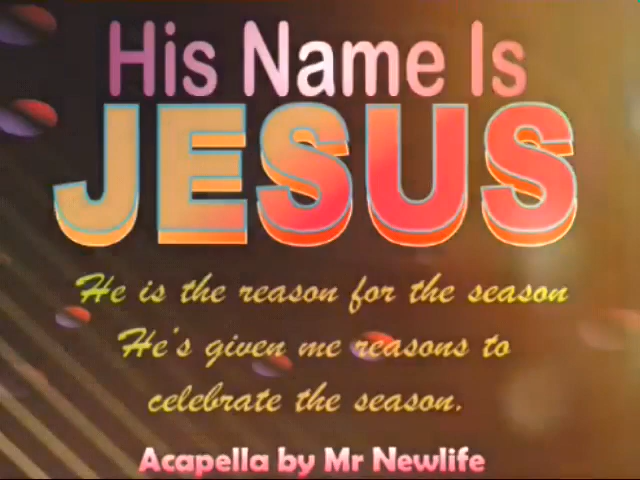 His Name Is
JESUS
He is the reason for the season
He's given me reasons to
celebrate the season.
Acapella by Mr Newlife